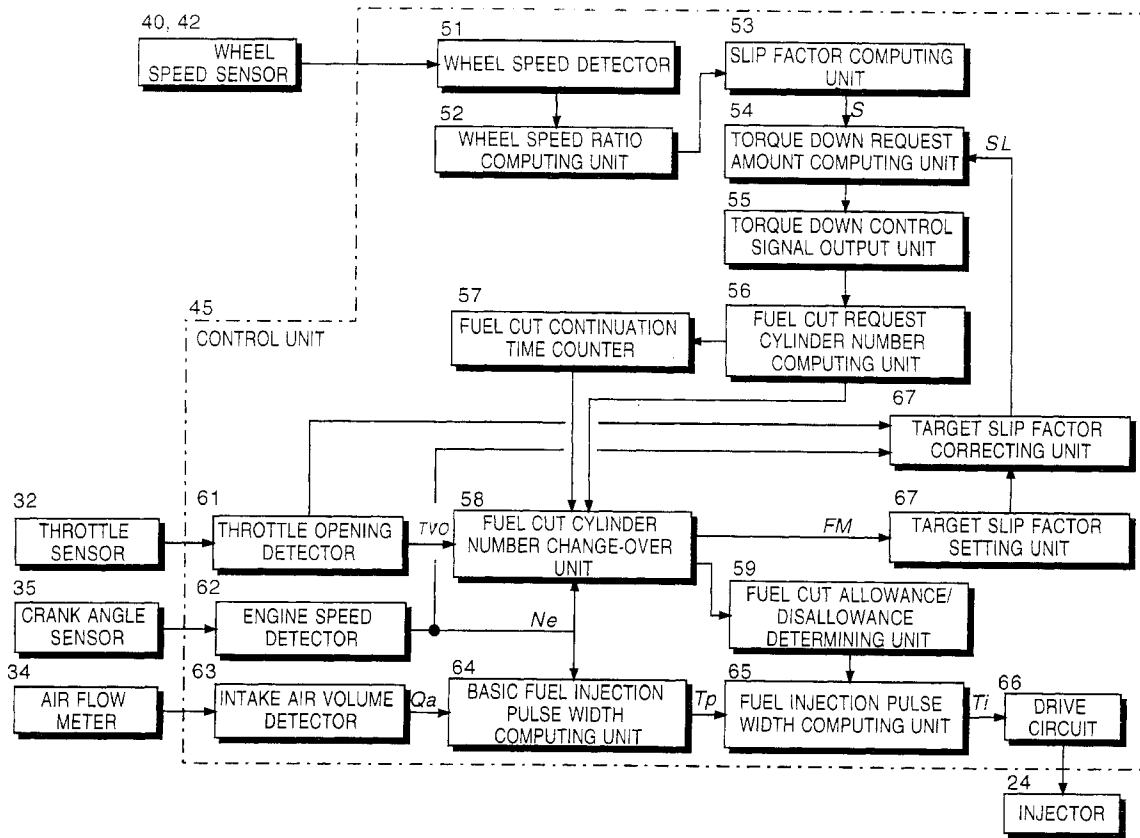 40, 42
WHEEL
SPEED SENSOR
51
WHEEL SPEED DETECTOR
52
WHEEL SPEED RATIO
COMPUTING UNIT
53
SLIP FACTOR COMPUTING
UNIT
S
54
TORQUE DOWN REQUEST
AMOUNT COMPUTING UNIT
SL
55
TORQUE DOWN CONTROL
SIGNAL OUTPUT UNIT
45
CONTROL UNIT
57
FUEL CUT CONTINUATION
TIME COUNTER
56
FUEL CUT REQUEST
CYLINDER NUMBER
COMPUTING UNIT
67
TARGET SLIP FACTOR
CORRECTING UNIT
32
THROTTLE
SENSOR
61
THROTTLE OPENING
DETECTOR
TVO
58
FUEL CUT CYLINDER
NUMBER CHANGE-OVER
UNIT
FM
67
TARGET SLIP FACTOR
SETTING UNIT
35
CRANK ANGLE
SENSOR
62
ENGINE SPEED
DETECTOR
Ne
59
FUEL CUT ALLOWANCE/
DISALLOWANCE
DETERMINING UNIT
34
AIR FLOW
METER
63
INTAKE AIR VOLUME
DETECTOR
Qa
64
BASIC FUEL INJECTION
PULSE WIDTH
COMPUTING UNIT
Tp
65
FUEL INJECTION PULSE
WIDTH COMPUTING UNIT
Ti
66
DRIVE
CIRCUIT
24
INJECTOR